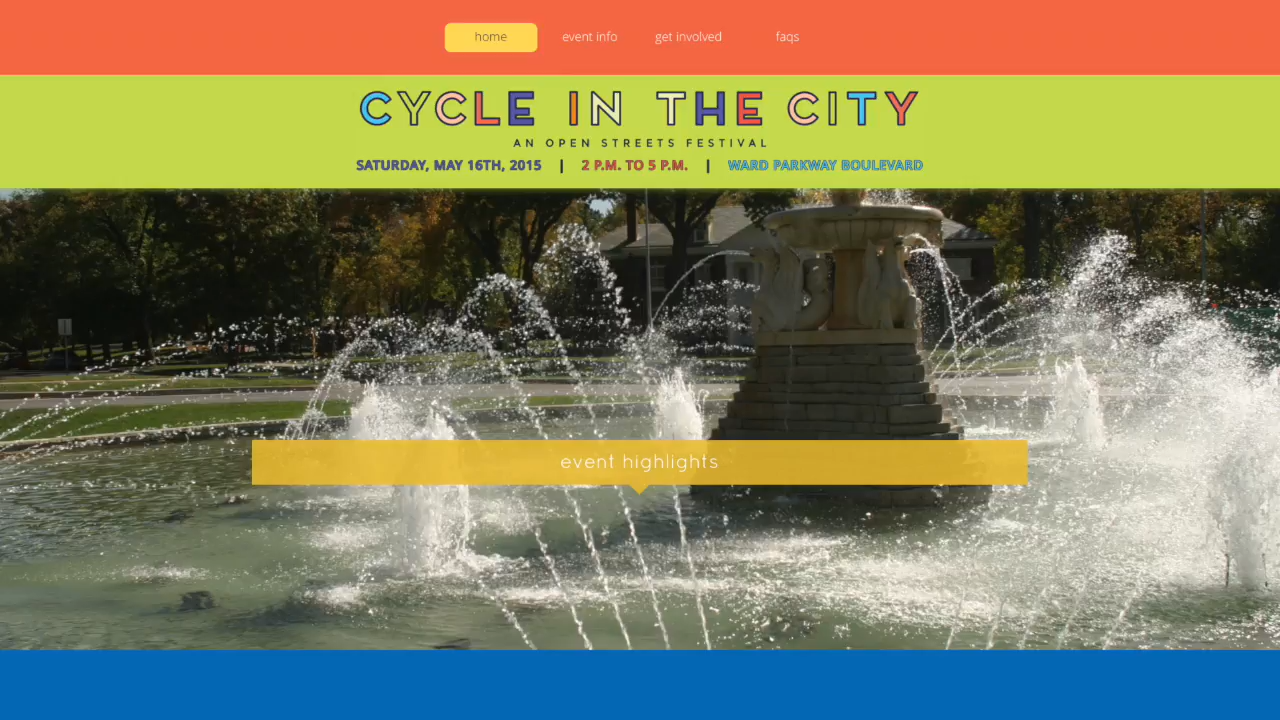 home event info get involved faqs
CYCLE IN THE CITY
AN OPEN STREETS FESTIVAL
SATURDAY, MAY 16TH, 2015 | 2 P.M. TO 5 P.M. | WARD PARKWAY BOULEVARD
event highlights